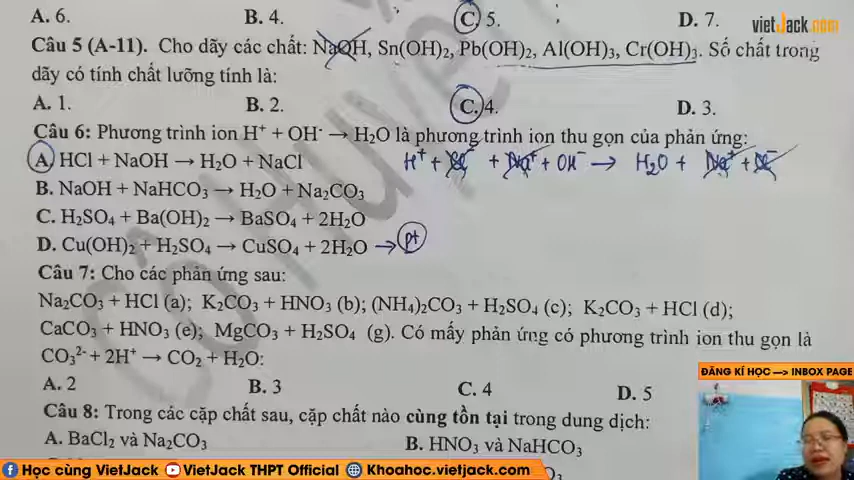 A. 6. B. 4. C. 5. D. 7.
vietJack.com
Câu 5 (A-11). Cho dãy các chất: NaOH, Sn(OH)₂, Pb(OH)₂, Al(OH)₃, Cr(OH)₃. Số chất trong
dãy có tính chất lưỡng tính là:
A. 1. B. 2. C. 4. D. 3.
Câu 6: Phương trình ion H⁺ + OH⁻ → H₂O là phương trình ion thu gọn của phản ứng:
A. HCl + NaOH → H₂O + NaCl H⁺ + Cl⁻ + Na⁺ + OH⁻ → H₂O + Na⁺ + Cl⁻
B. NaOH + NaHCO₃ → H₂O + Na₂CO₃
C. H₂SO₄ + Ba(OH)₂ → BaSO₄ + 2H₂O
D. Cu(OH)₂ + H₂SO₄ → CuSO₄ + 2H₂O → pt
Câu 7: Cho các phản ứng sau:
Na₂CO₃ + HCl (a); K₂CO₃ + HNO₃ (b); (NH₄)₂CO₃ + H₂SO₄ (c); K₂CO₃ + HCl (d);
CaCO₃ + HNO₃ (e); MgCO₃ + H₂SO₄ (g). Có mấy phản ứng có phương trình ion thu gọn là
CO₃²⁻ + 2H⁺ → CO₂ + H₂O:
ĐĂNG KÍ HỌC —> INBOX PAGE
A. 2 B. 3 C. 4 D. 5
Câu 8: Trong các cặp chất sau, cặp chất nào cùng tồn tại trong dung dịch:
A. BaCl₂ và Na₂CO₃ B. HNO₃ và NaHCO₃
Học cùng VietJack VietJack THPT Official Khoahoc.vietjack.com